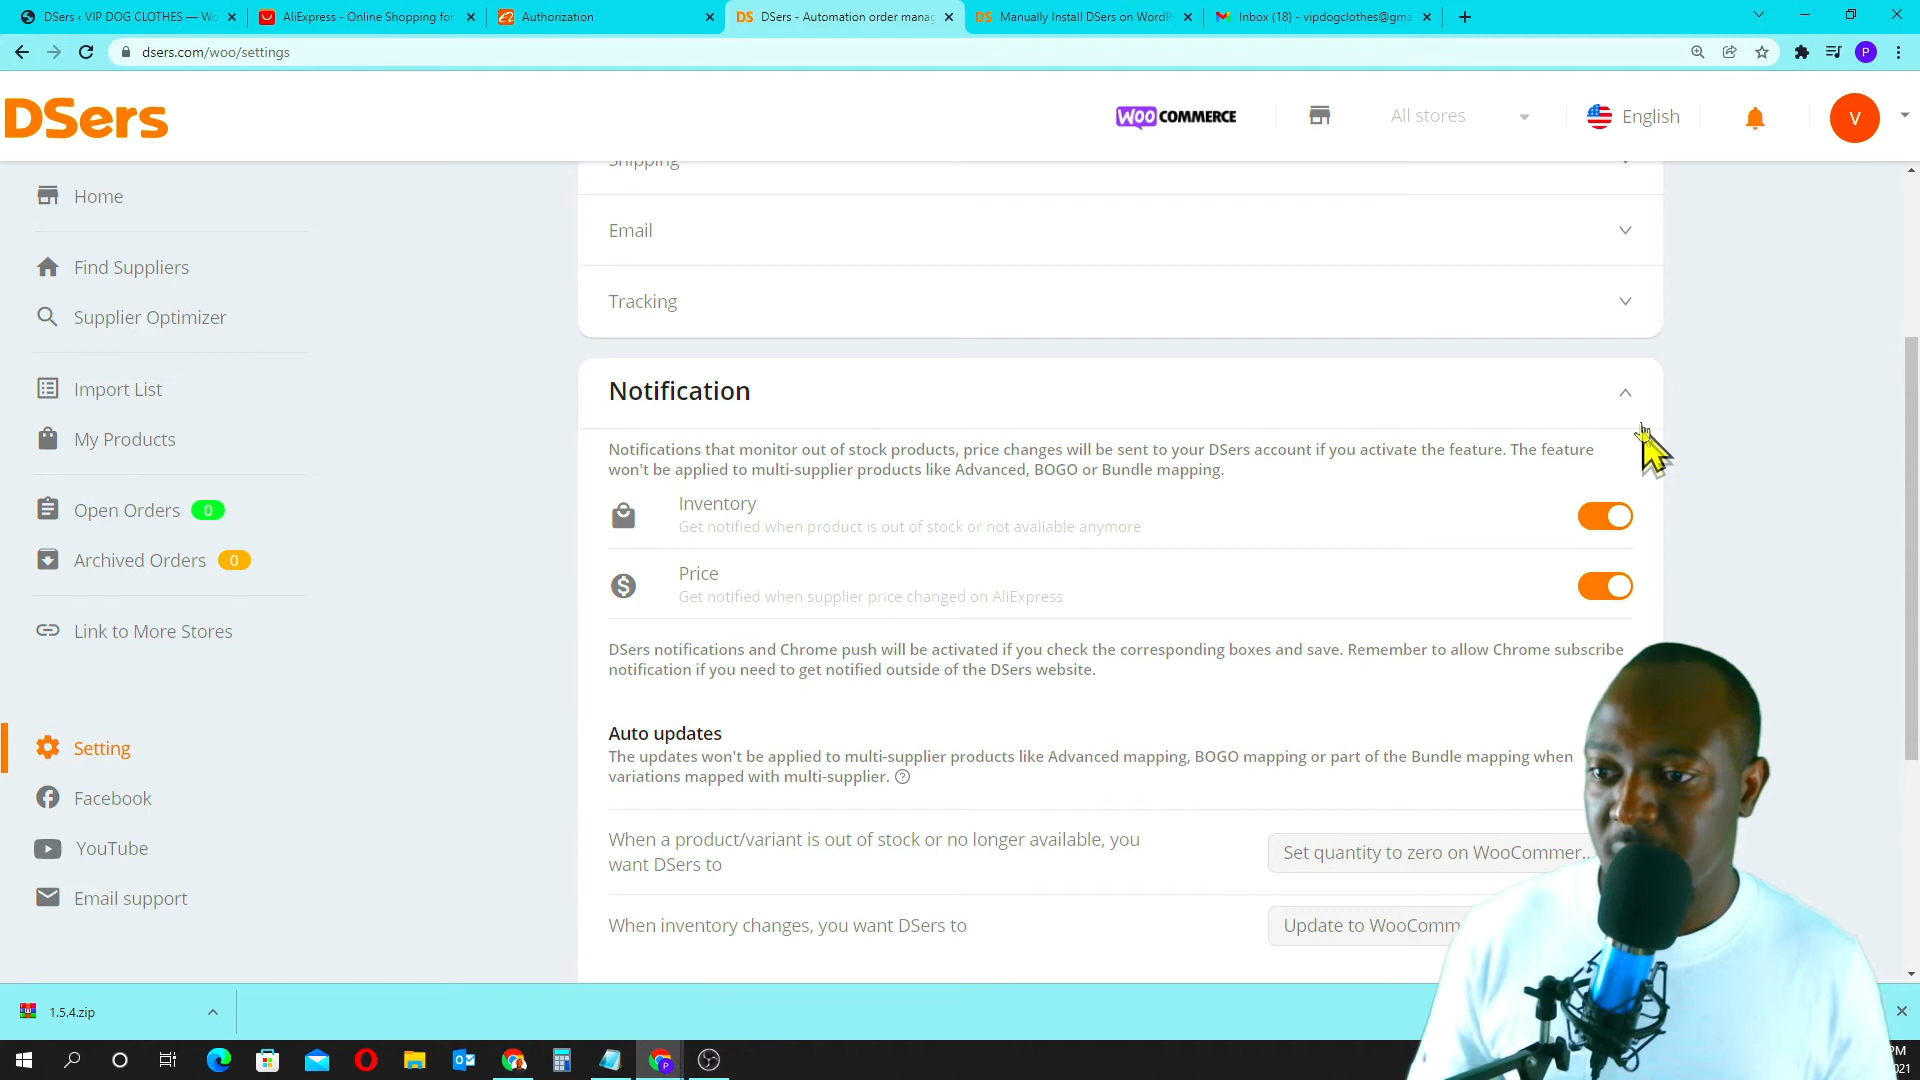 DSers ‹ VIP DOG CLOTHES — Wo
AliExpress - Online Shopping for
Authorization
DSers - Automation order manag
Manually Install DSers on WordP
Inbox (18) - vipdogclothes@gma
dsers.com/woo/settings
P
DSers
WOO COMMERCE
All stores
English
V
Home
Find Suppliers
Supplier Optimizer
Import List
My Products
Open Orders 0
Archived Orders 0
Link to More Stores
Setting
Facebook
YouTube
Email support
Shipping
Email
Tracking
Notification
Notifications that monitor out of stock products, price changes will be sent to your DSers account if you activate the feature. The feature
won't be applied to multi-supplier products like Advanced, BOGO or Bundle mapping.
Inventory
Get notified when product is out of stock or not avaliable anymore
Price
Get notified when supplier price changed on AliExpress
DSers notifications and Chrome push will be activated if you check the corresponding boxes and save. Remember to allow Chrome subscribe
notification if you need to get notified outside of the DSers website.
Auto updates
The updates won't be applied to multi-supplier products like Advanced mapping, BOGO mapping or part of the Bundle mapping when
variations mapped with multi-supplier.
When a product/variant is out of stock or no longer available, you
want DSers to
Set quantity to zero on WooCommer...
When inventory changes, you want DSers to
Update to WooComm
1.5.4.zip
PM
021